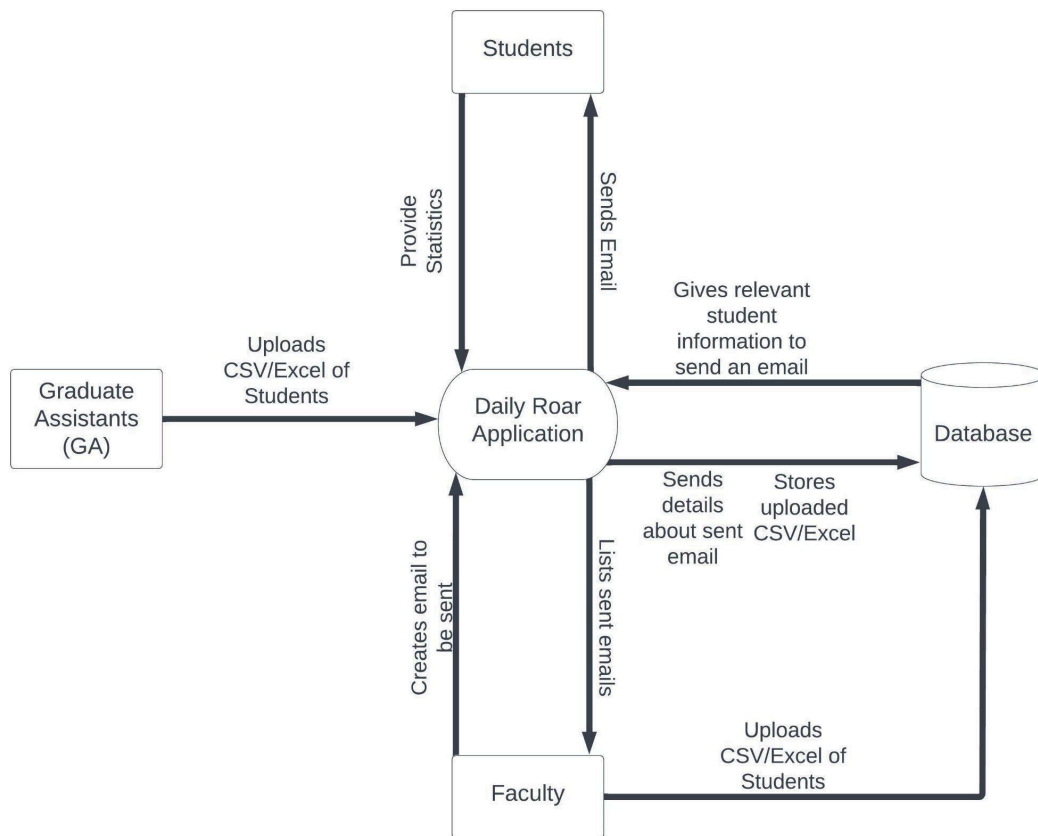 Students
Provide
Statistics
Sends Email
Gives relevant
student
information to
send an email
Uploads
CSV/Excel of
Students
Graduate
Assistants
(GA)
Daily Roar
Application
Database
Sends
details
about sent
email
Stores
uploaded
CSV/Excel
Creates email to
be sent
Lists sent emails
Uploads
CSV/Excel of
Students
Faculty